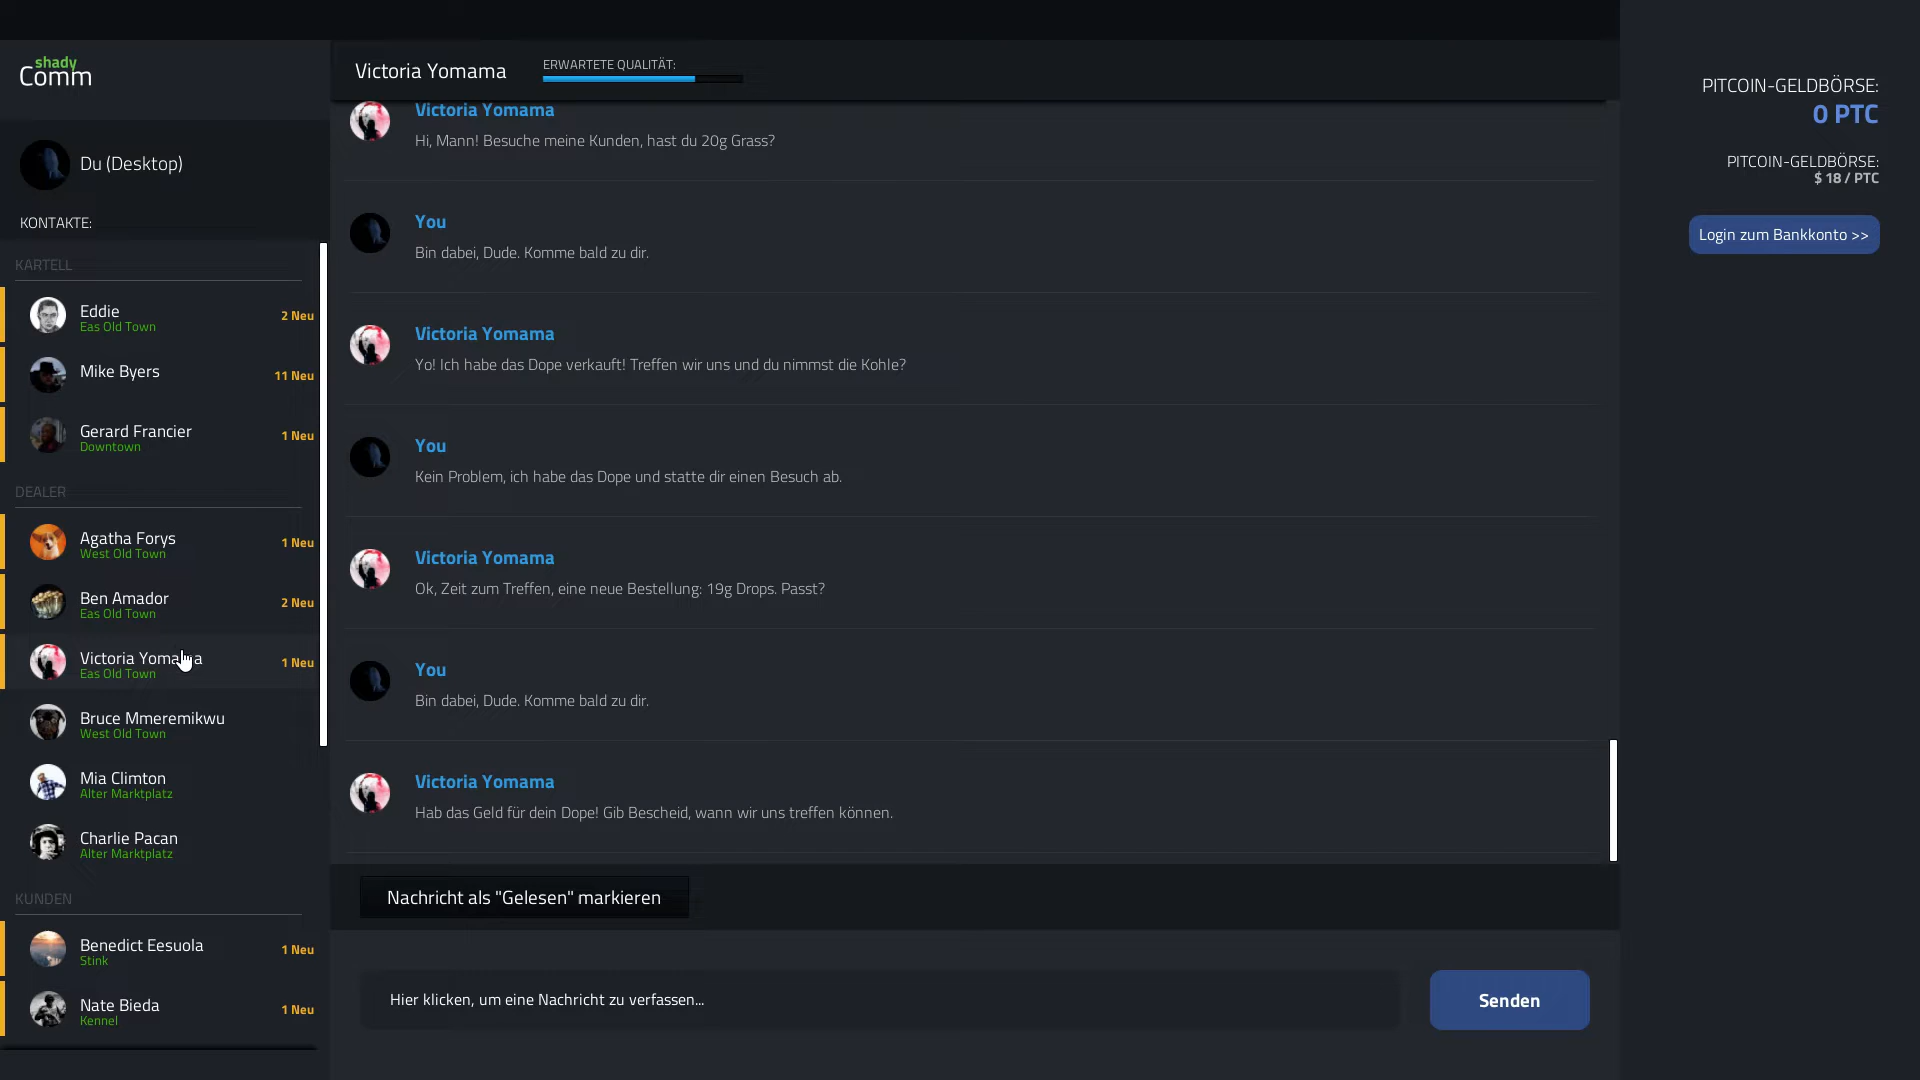 shady
Comm
Du (Desktop)
KONTAKTE:
KARTELL
Eddie
Eas Old Town
2 Neu
Mike Byers
11 Neu
Gerard Francier
Downtown
1 Neu
DEALER
Agatha Forys
West Old Town
1 Neu
Ben Amador
Eas Old Town
2 Neu
Victoria Yomama
Eas Old Town
1 Neu
Bruce Mmeremikwu
West Old Town
Mia Climton
Alter Marktplatz
Charlie Pacan
Alter Marktplatz
KUNDEN
Benedict Eesuola
Stink
1 Neu
Nate Bieda
Kennel
1 Neu
Victoria Yomama
ERWARTETE QUALITÄT:
Victoria Yomama
Hi, Mann! Besuche meine Kunden, hast du 20g Grass?
You
Bin dabei, Dude. Komme bald zu dir.
Victoria Yomama
Yo! Ich habe das Dope verkauft! Treffen wir uns und du nimmst die Kohle?
You
Kein Problem, ich habe das Dope und statte dir einen Besuch ab.
Victoria Yomama
Ok, Zeit zum Treffen, eine neue Bestellung: 19g Drops. Passt?
You
Bin dabei, Dude. Komme bald zu dir.
Victoria Yomama
Hab das Geld für dein Dope! Gib Bescheid, wann wir uns treffen können.
Nachricht als "Gelesen" markieren
Hier klicken, um eine Nachricht zu verfassen...
Senden
PITCOIN-GELDBÖRSE:
0 PTC
PITCOIN-GELDBÖRSE:
$ 18 / PTC
Login zum Bankkonto >>